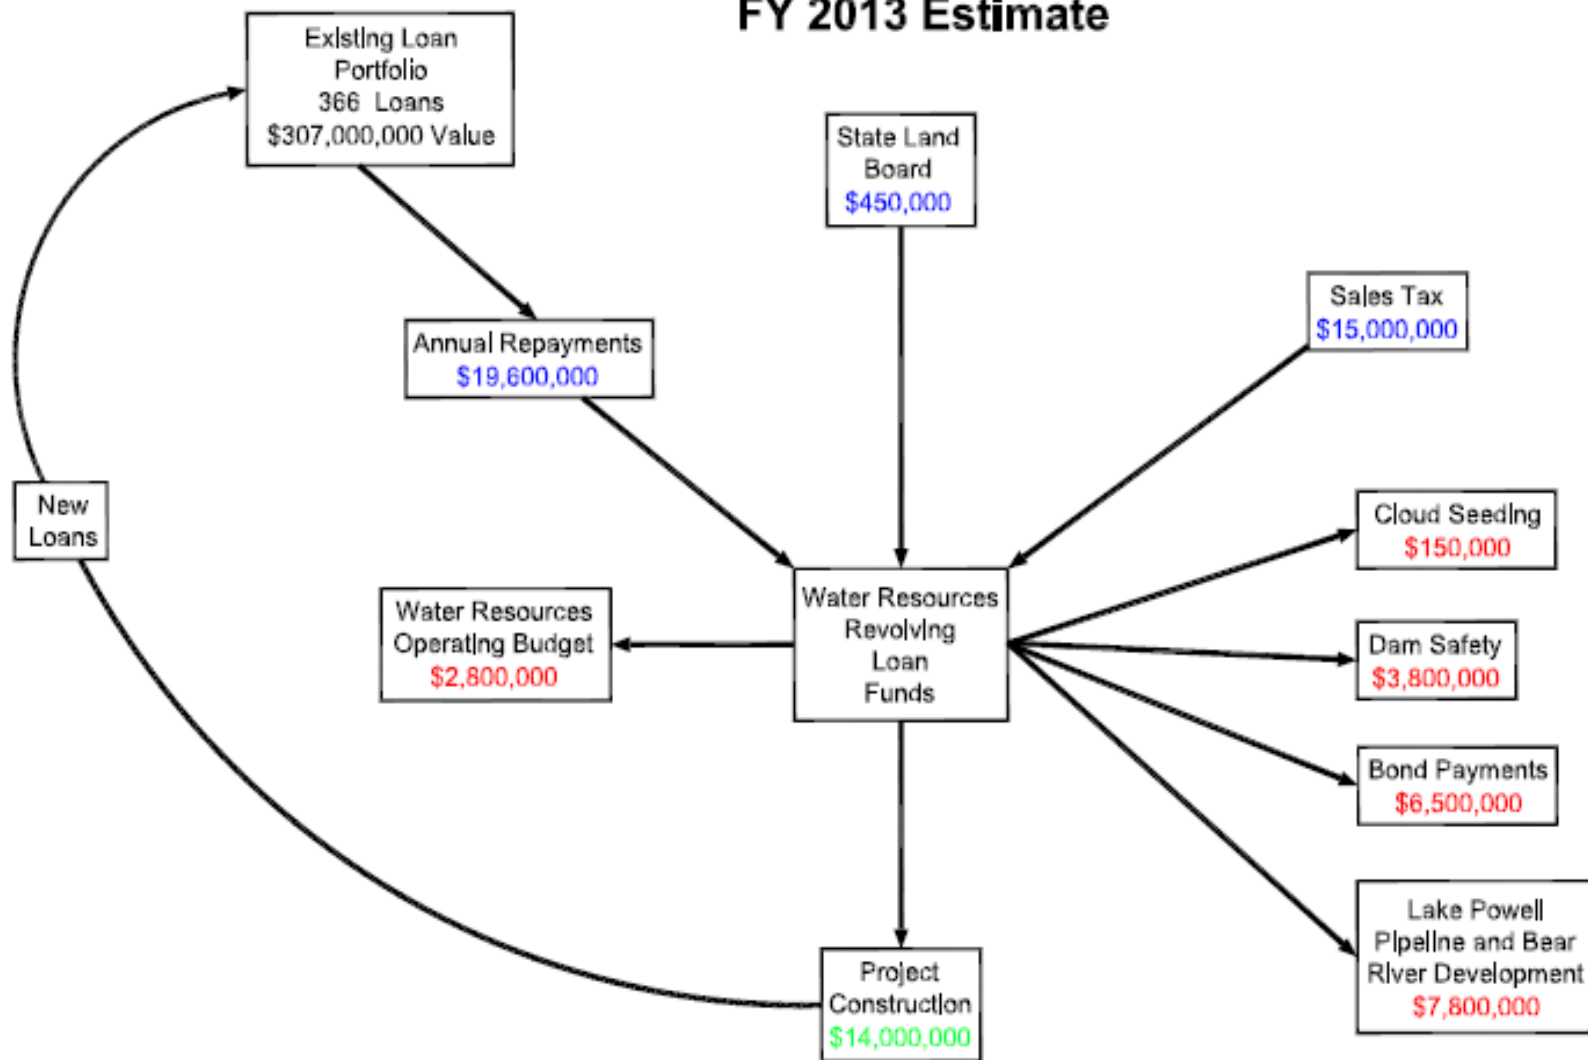 FY 2013 Estimate
Existing Loan
Portfolio
366 Loans
$307,000,000 Value
State Land
Board
$450,000
Sales Tax
$15,000,000
Annual Repayments
$19,600,000
New
Loans
Cloud Seeding
$150,000
Water Resources
Operating Budget
$2,800,000
Water Resources
Revolving
Loan
Funds
Dam Safety
$3,800,000
Bond Payments
$6,500,000
Lake Powell
Pipeline and Bear
River Development
$7,800,000
Project
Construction
$14,000,000